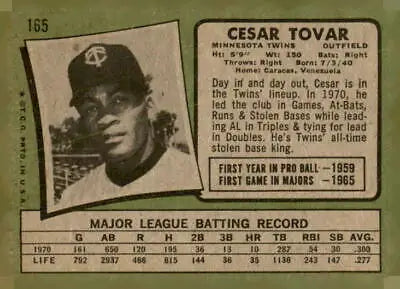 165
CESAR TOVAR
MINNESOTA TWINS OUTFIELD
Ht: 5'9" Wt: 150 Bats: Right
Throws: Right Born: 7/3/40
Home: Caracas, Venezuela
Day in and day out, Cesar is in
the Twins' lineup. In 1970, he
led the club in Games, At-Bats,
Runs & Stolen Bases while leading
ing AL in Triples & tying for lead
in Doubles. He's Twins' all-time
stolen base king.
FIRST YEAR IN PRO BALL —1959
FIRST GAME IN MAJORS —1965
© T.C.G. PRTD. IN U.S.A.
MAJOR LEAGUE BATTING RECORD
G AB R H 2B 3B HR TB RBI SB AVG.
1970 161 650 120 195 36 13 10 287 54 30 .300
LIFE 792 2937 466 815 144 36 35 1136 243 147 .277